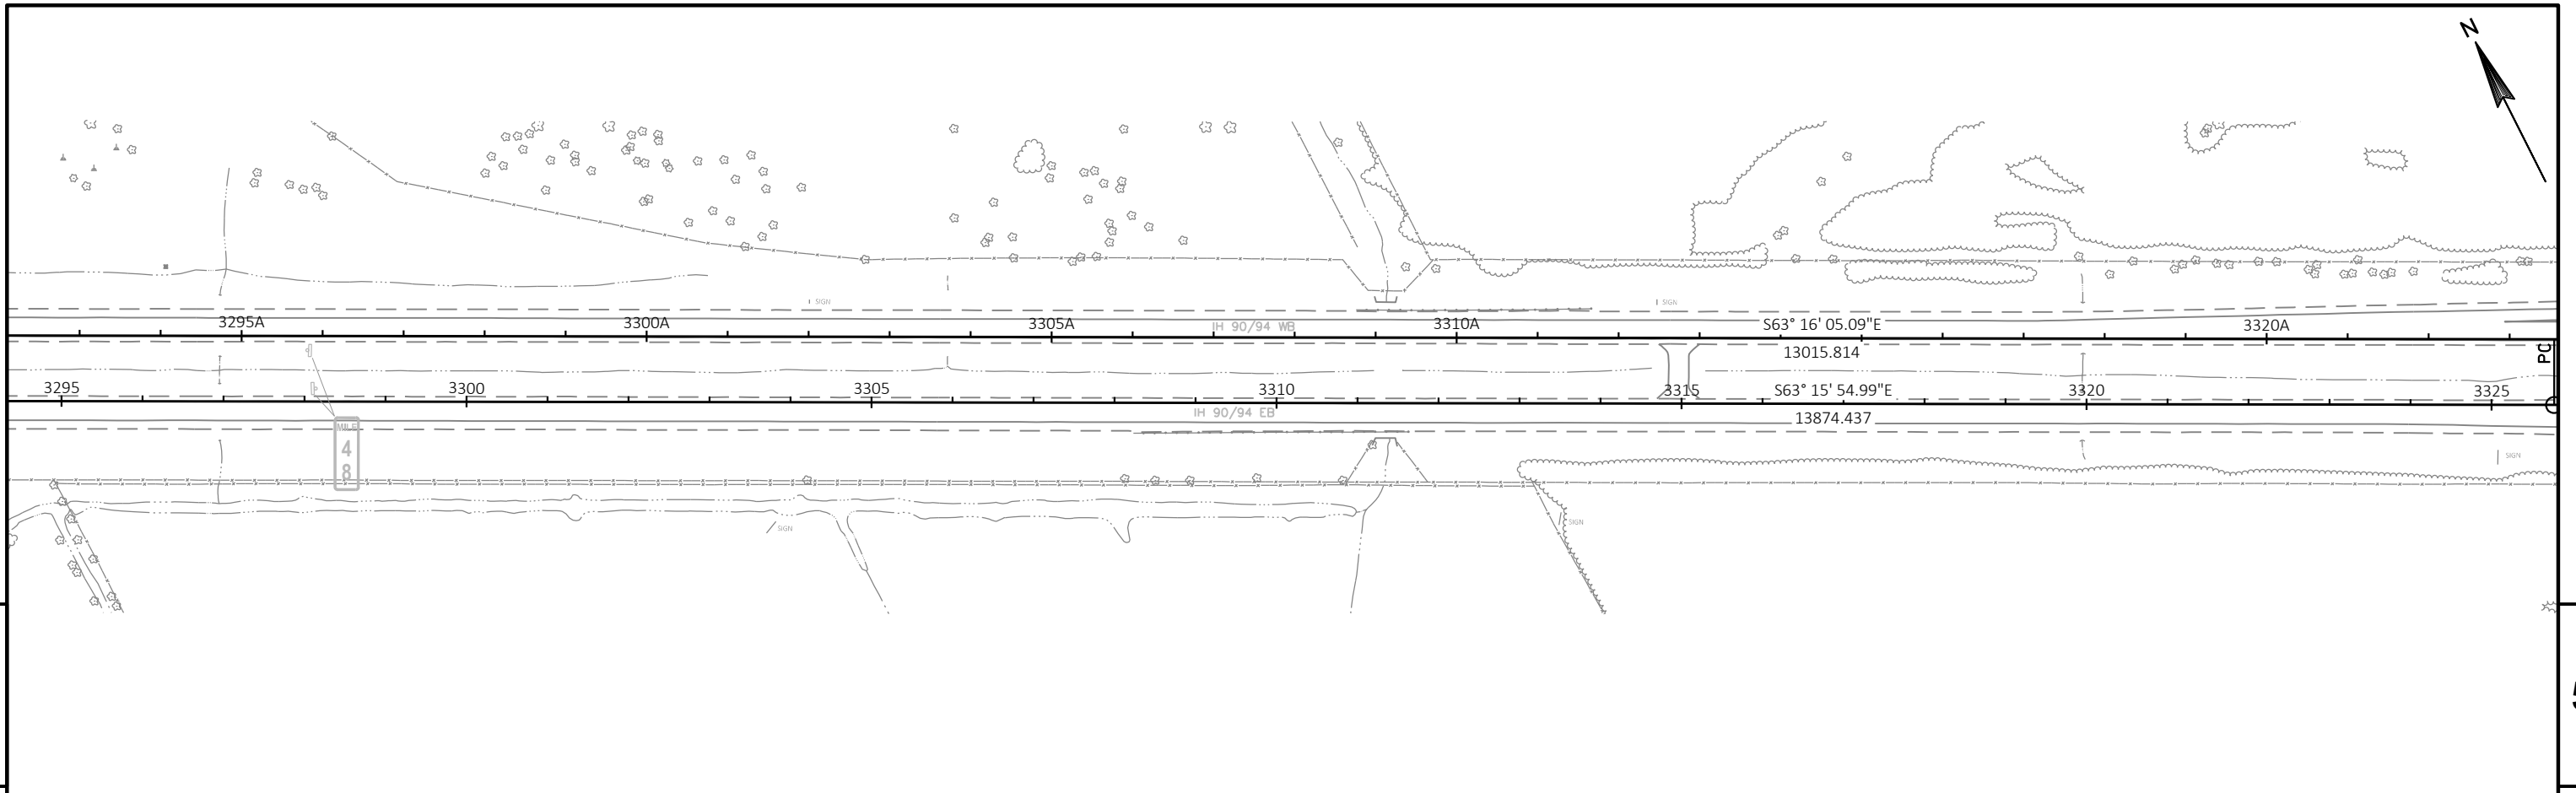 N
SIGN
SIGN
3295A
3300A
3305A
IH 90/94 WB
3310A
S63° 16' 05.09"E
3320A
13015.814
PC
3295
3300
3305
3310
3315
S63° 15' 54.99"E
3320
3325
IH 90/94 EB
13874.437
MILE
4
8
SIGN
SIGN
SIGN